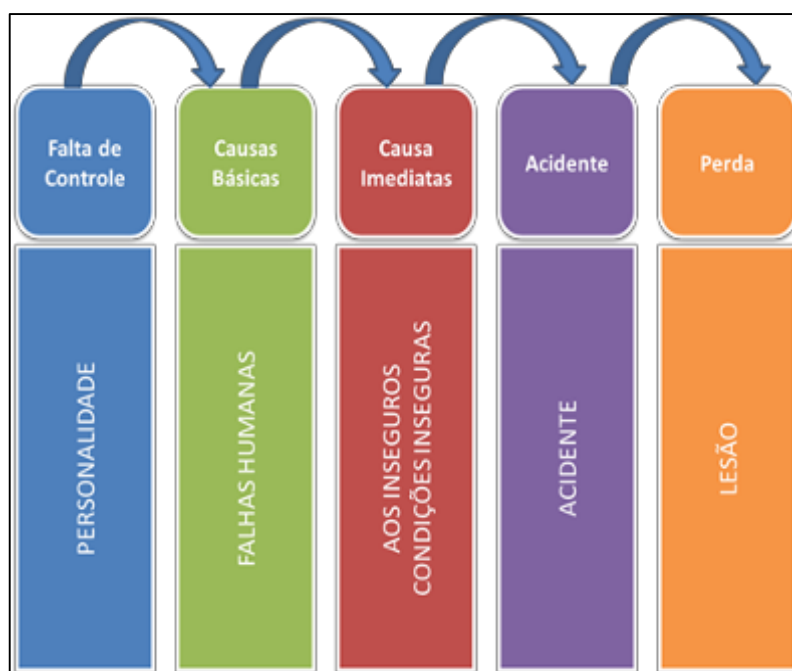 Falta de
Controle
Causas
Básicas
Causa
Imediatas
Acidente
Perda
PERSONALIDADE
FALHAS HUMANAS
AOS INSEGUROS
CONDIÇÕES INSEGURAS
ACIDENTE
LESÃO